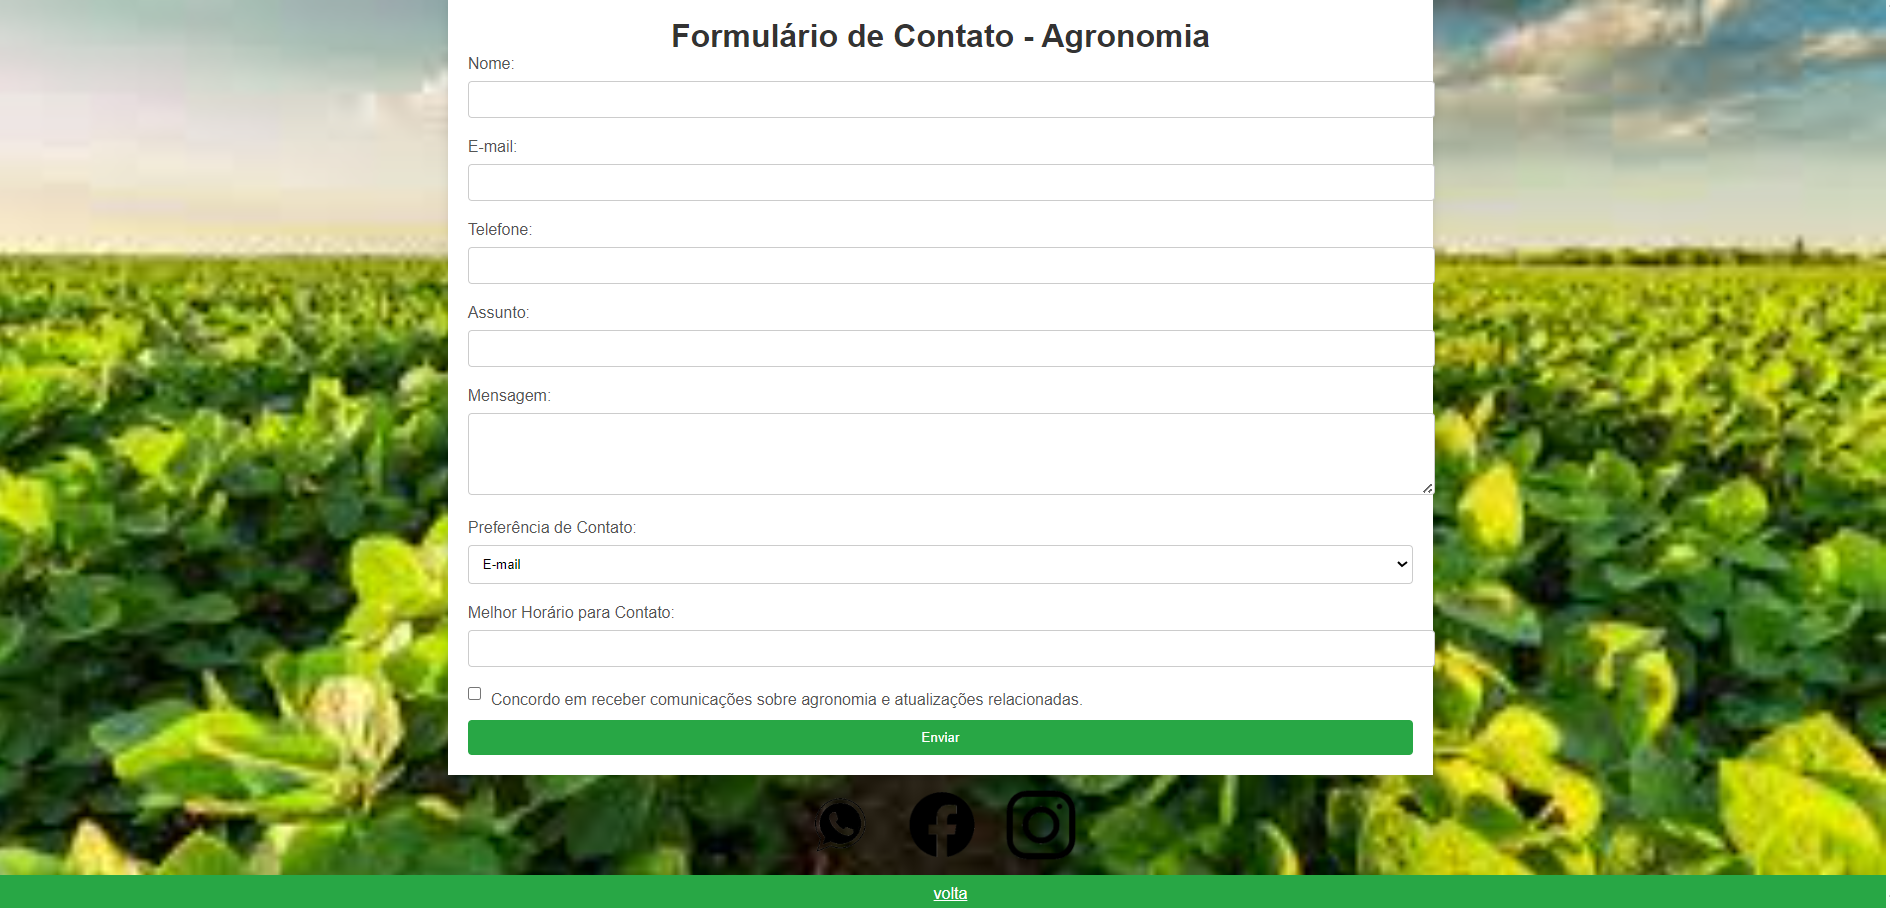 Formulário de Contato - Agronomia
Nome:
E-mail:
Telefone:
Assunto:
Mensagem:
Preferência de Contato:
E-mail
Melhor Horário para Contato:
Concordo em receber comunicações sobre agronomia e atualizações relacionadas.
Enviar
volta